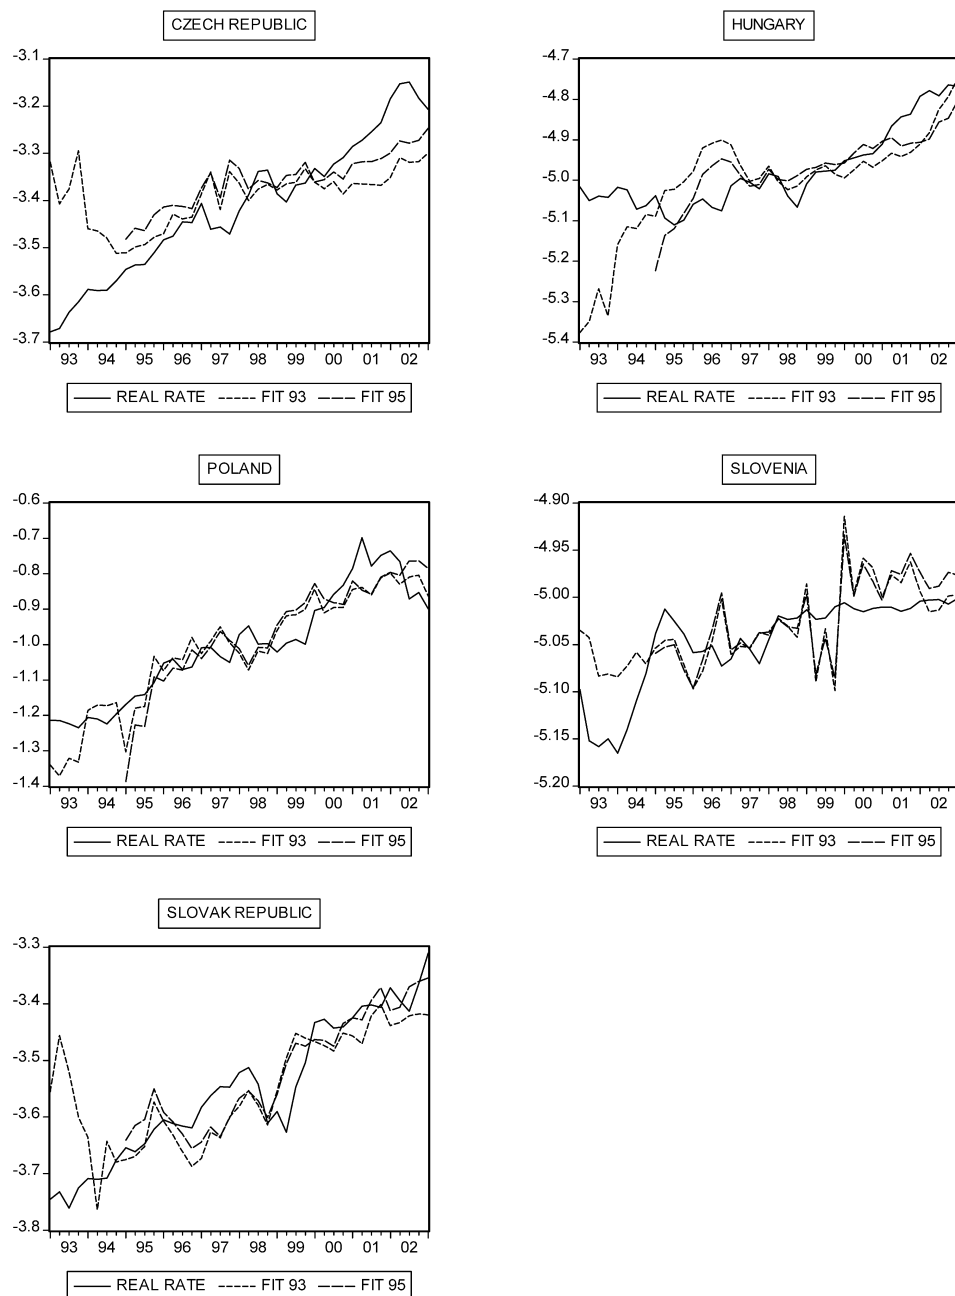 CZECH REPUBLIC
-3.1
-3.2
-3.3
-3.4
-3.5
-3.6
-3.7
93 94 95 96 97 98 99 00 01 02
REAL RATE FIT 93 FIT 95
HUNGARY
-4.7
-4.8
-4.9
-5.0
-5.1
-5.2
-5.3
-5.4
93 94 95 96 97 98 99 00 01 02
REAL RATE FIT 93 FIT 95
POLAND
-0.6
-0.7
-0.8
-0.9
-1.0
-1.1
-1.2
-1.3
-1.4
93 94 95 96 97 98 99 00 01 02
REAL RATE FIT 93 FIT 95
SLOVENIA
-4.90
-4.95
-5.00
-5.05
-5.10
-5.15
-5.20
93 94 95 96 97 98 99 00 01 02
REAL RATE FIT 93 FIT 95
SLOVAK REPUBLIC
-3.3
-3.4
-3.5
-3.6
-3.7
-3.8
93 94 95 96 97 98 99 00 01 02
REAL RATE FIT 93 FIT 95